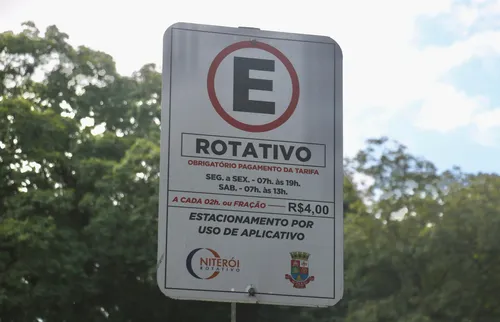 E
ROTATIVO
OBRIGATÓRIO PAGAMENTO DA TARIFA
SEG. a SEX. - 07h. às 19h.
SAB. - 07h. às 13h.
A CADA 02h. ou FRAÇÃO R$4,00
ESTACIONAMENTO POR
USO DE APLICATIVO
NITERÓI
ROTATIVO